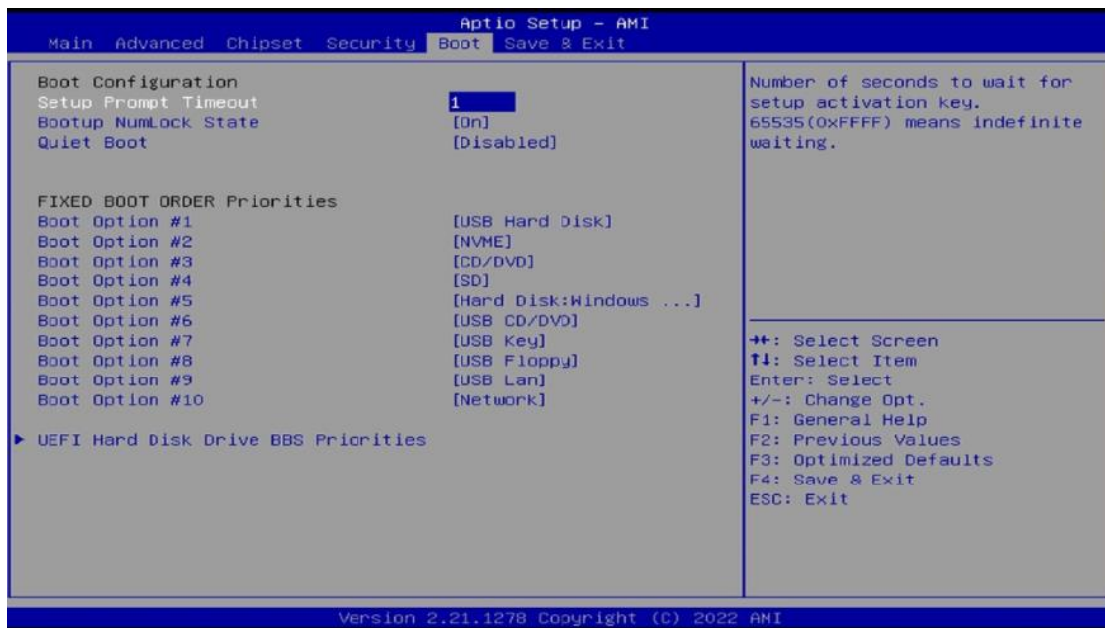 Aptio Setup - AMI
Main Advanced Chipset Security Boot Save & Exit
Boot Configuration
Setup Prompt Timeout 1
Bootup NumLock State [On]
Quiet Boot [Disabled]
FIXED BOOT ORDER Priorities
Boot Option #1 [USB Hard Disk]
Boot Option #2 [NVME]
Boot Option #3 [CD/DVD]
Boot Option #4 [SD]
Boot Option #5 [Hard Disk:Windows ...]
Boot Option #6 [USB CD/DVD]
Boot Option #7 [USB Key]
Boot Option #8 [USB Floppy]
Boot Option #9 [USB Lan]
Boot Option #10 [Network]
▶ UEFI Hard Disk Drive BBS Priorities
Number of seconds to wait for
setup activation key.
65535(0xFFFF) means indefinite
waiting.
→←: Select Screen
↑↓: Select Item
Enter: Select
+/-: Change Opt.
F1: General Help
F2: Previous Values
F3: Optimized Defaults
F4: Save & Exit
ESC: Exit
Version 2.21.1278 Copyright (C) 2022 AMI